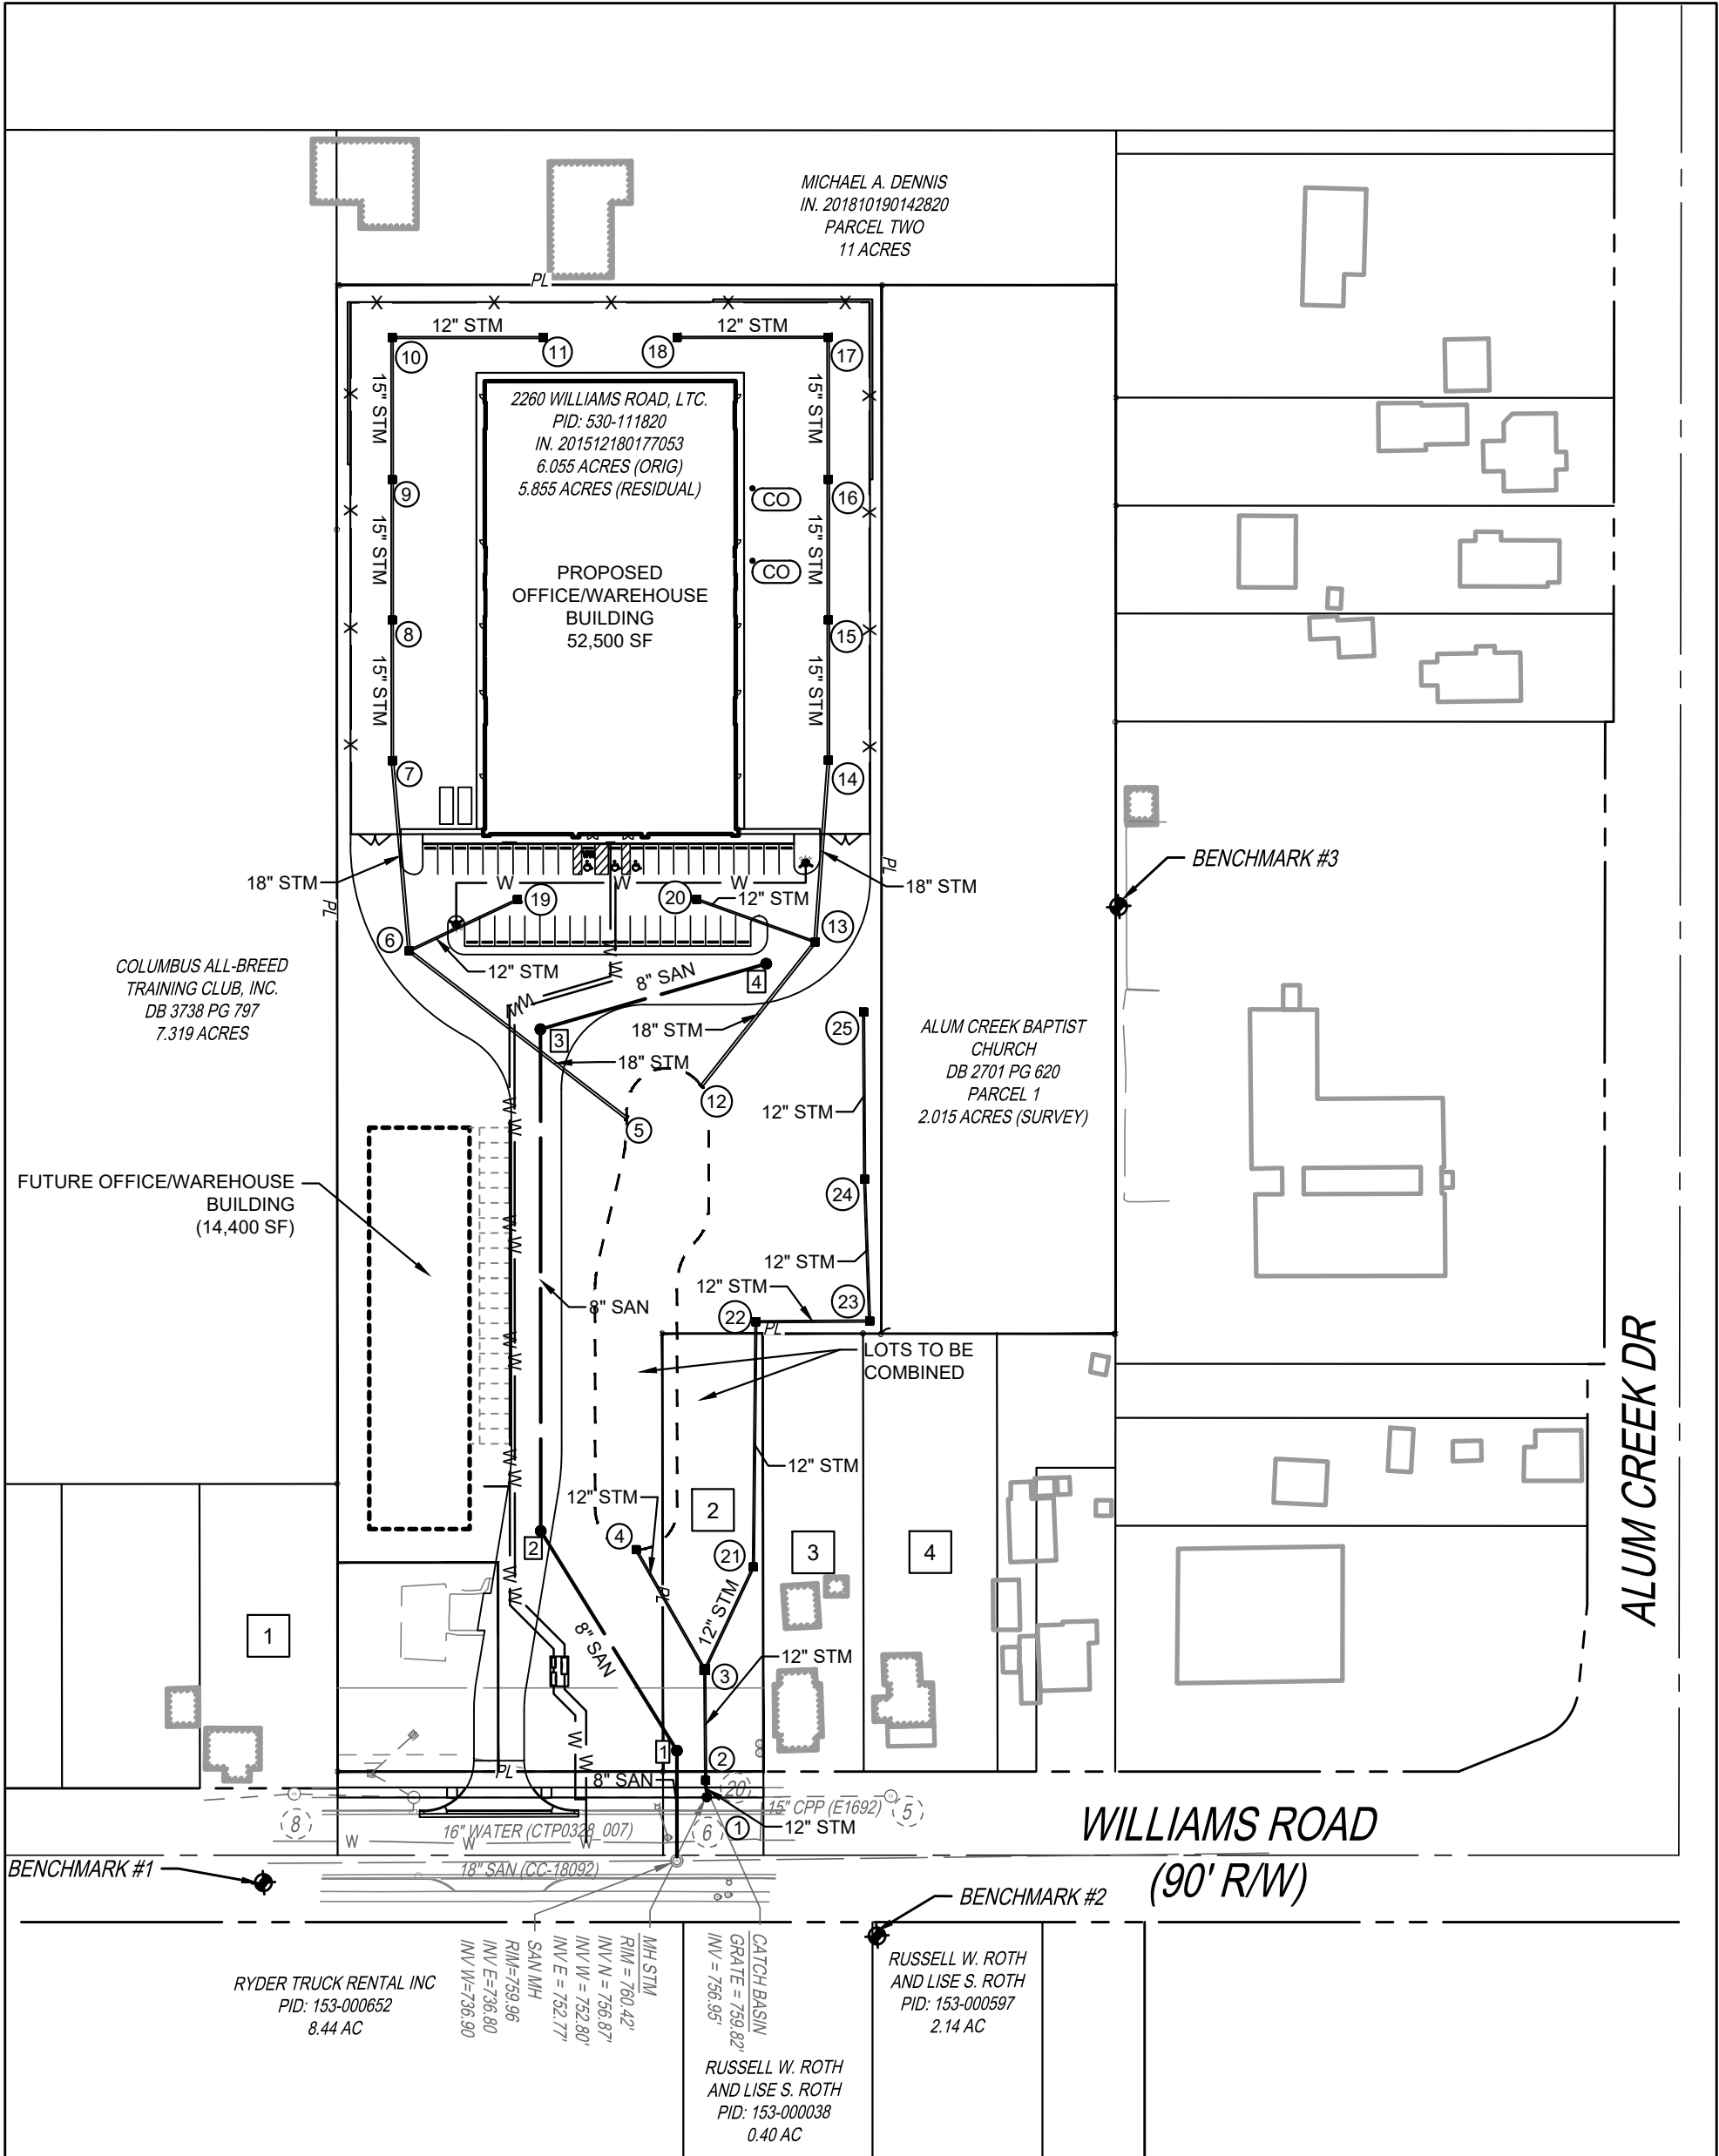 MICHAEL A. DENNIS
IN. 201810190142820
PARCEL TWO
11 ACRES
PL
X X X X X
12" STM
12" STM
10
11
18
17
15" STM
15" STM
2260 WILLIAMS ROAD, LTC.
PID: 530-111820
IN. 201512180177053
6.055 ACRES (ORIG)
5.855 ACRES (RESIDUAL)
X
X
9
CO
16
X
X
15" STM
15" STM
PROPOSED
OFFICE/WAREHOUSE
BUILDING
52,500 SF
CO
8
15
X
X
15" STM
15" STM
X
X
7
14
BENCHMARK #3
18" STM
PL
PL
18" STM
W W W
19
20
12" STM
6
13
12" STM
W W
8" SAN
4
COLUMBUS ALL-BREED
TRAINING CLUB, INC.
DB 3738 PG 797
7.319 ACRES
W W
3
18" STM
18" STM
25
ALUM CREEK BAPTIST
CHURCH
DB 2701 PG 620
PARCEL 1
2.015 ACRES (SURVEY)
12
5
12" STM
W W
FUTURE OFFICE/WAREHOUSE
BUILDING
(14,400 SF)
24
W W
12" STM
12" STM
8" SAN
22
23
PL
W W
LOTS TO BE
COMBINED
ALUM CREEK DR
12" STM
W W
12" STM
2
4
21
3
4
2
W W
PL
12" STM
1
8" SAN
12" STM
3
1
2
W W
PL
8" SAN
20
15" CPP (E1692)
5
8
16" WATER (CTP0328_007)
6
1
12" STM
W W W
WILLIAMS ROAD
(90' R/W)
18" SAN (CC-18092)
BENCHMARK #1
BENCHMARK #2
CATCH BASIN
GRATE = 759.82'
INV = 756.95'
MH STM
RIM = 760.42'
INV N = 756.87'
INV W = 752.80'
INV E = 752.77'
SAN MH
RIM=759.96
INV E=736.80
INV W=736.90
RYDER TRUCK RENTAL INC
PID: 153-000652
8.44 AC
RUSSELL W. ROTH
AND LISE S. ROTH
PID: 153-000597
2.14 AC
RUSSELL W. ROTH
AND LISE S. ROTH
PID: 153-000038
0.40 AC